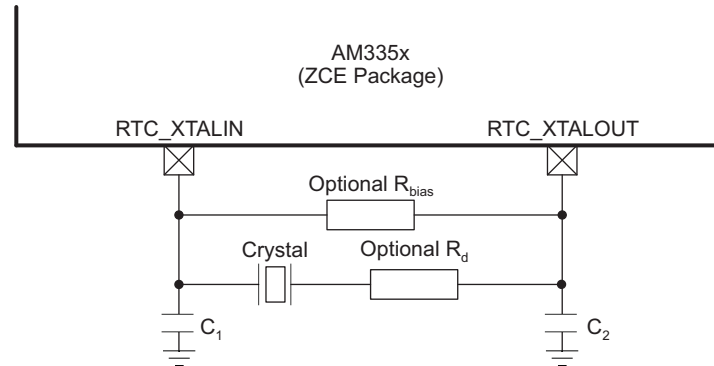 AM335x
(ZCE Package)
RTC_XTALIN
RTC_XTALOUT
Optional Rbias
Crystal
Optional Rd
C1
C2